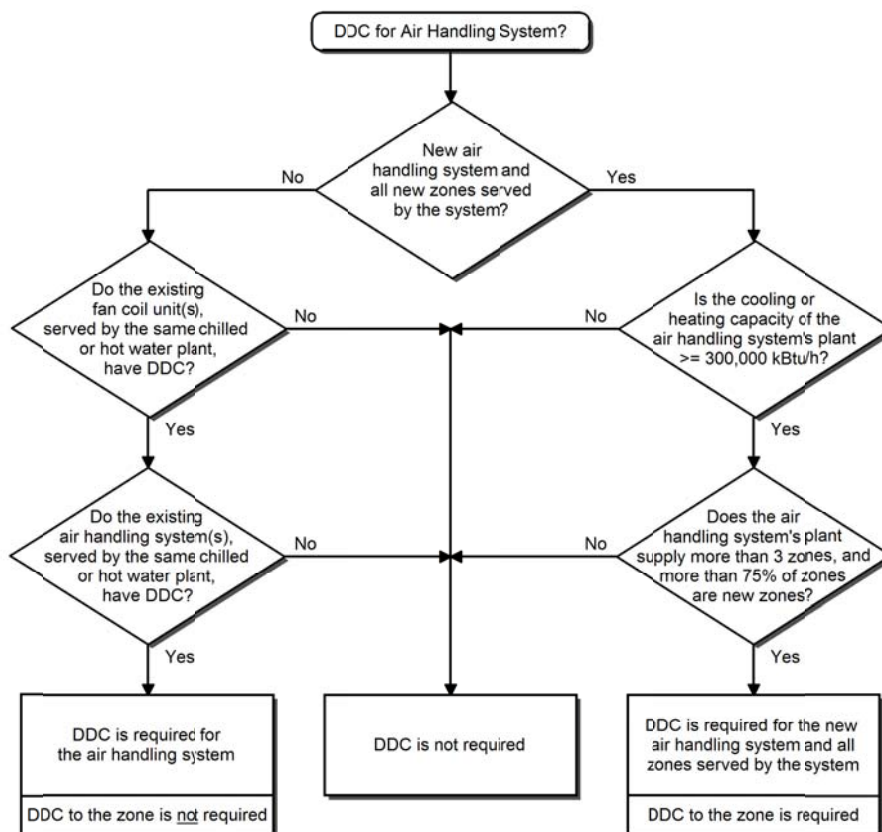 DDC for Air Handling System?
New air
handling system and
all new zones served
by the system?
No
Yes
Do the existing
fan coil unit(s),
served by the same chilled
or hot water plant,
have DDC?
No
No
Is the cooling or
heating capacity of the
air handling system's plant
>= 300,000 kBtu/h?
Yes
Yes
Do the existing
air handling system(s),
served by the same chilled
or hot water plant,
have DDC?
No
No
Does the air
handling system's plant
supply more than 3 zones, and
more than 75% of zones
are new zones?
Yes
Yes
DDC is required for
the air handling system
DDC to the zone is not required
DDC is not required
DDC is required for the new
air handling system and all
zones served by the system
DDC to the zone is required